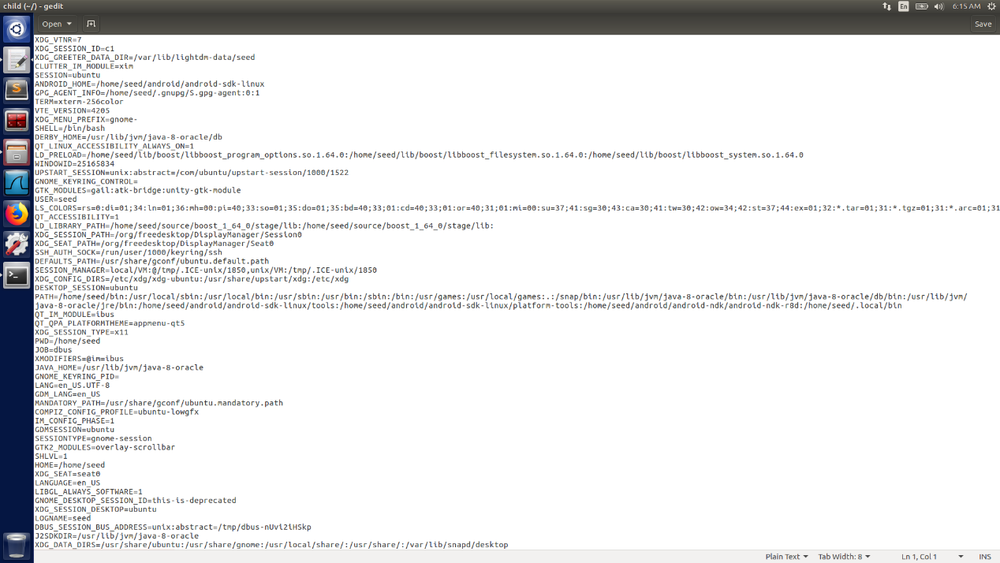 child (~/) - gedit
En
6:15 AM
Open
Save
XDG_VTNR=7
XDG_SESSION_ID=c1
XDG_GREETER_DATA_DIR=/var/lib/lightdm-data/seed
CLUTTER_IM_MODULE=xim
SESSION=ubuntu
ANDROID_HOME=/home/seed/android/android-sdk-linux
GPG_AGENT_INFO=/home/seed/.gnupg/S.gpg-agent:0:1
TERM=xterm-256color
VTE_VERSION=4205
XDG_MENU_PREFIX=gnome-
SHELL=/bin/bash
DERBY_HOME=/usr/lib/jvm/java-8-oracle/db
QT_LINUX_ACCESSIBILITY_ALWAYS_ON=1
LD_PRELOAD=/home/seed/lib/boost/libboost_program_options.so.1.64.0:/home/seed/lib/boost/libboost_filesystem.so.1.64.0:/home/seed/lib/boost/libboost_system.so.1.64.0
WINDOWID=25165834
UPSTART_SESSION=unix:abstract=/com/ubuntu/upstart-session/1000/1522
GNOME_KEYRING_CONTROL=
GTK_MODULES=gail:atk-bridge:unity-gtk-module
USER=seed
LS_COLORS=rs=0:di=01;34:ln=01;36:mh=00:pi=40;33:so=01;35:do=01;35:bd=40;33;01:cd=40;33;01:or=40;31;01:mi=00:su=37;41:sg=30;43:ca=30;41:tw=30;42:ow=34;42:st=37;44:ex=01;32:*.tar=01;31:*.tgz=01;31:*.arc=01;31
QT_ACCESSIBILITY=1
LD_LIBRARY_PATH=/home/seed/source/boost_1_64_0/stage/lib:/home/seed/source/boost_1_64_0/stage/lib:
XDG_SESSION_PATH=/org/freedesktop/DisplayManager/Session0
XDG_SEAT_PATH=/org/freedesktop/DisplayManager/Seat0
SSH_AUTH_SOCK=/run/user/1000/keyring/ssh
DEFAULTS_PATH=/usr/share/gconf/ubuntu.default.path
SESSION_MANAGER=local/VM:@/tmp/.ICE-unix/1850,unix/VM:/tmp/.ICE-unix/1850
XDG_CONFIG_DIRS=/etc/xdg/xdg-ubuntu:/usr/share/upstart/xdg:/etc/xdg
DESKTOP_SESSION=ubuntu
PATH=/home/seed/bin:/usr/local/sbin:/usr/local/bin:/usr/sbin:/usr/bin:/sbin:/bin:/usr/games:/usr/local/games:.:/snap/bin:/usr/lib/jvm/java-8-oracle/bin:/usr/lib/jvm/java-8-oracle/db/bin:/usr/lib/jvm/
java-8-oracle/jre/bin:/home/seed/android/android-sdk-linux/tools:/home/seed/android/android-sdk-linux/platform-tools:/home/seed/android/android-ndk/android-ndk-r8d:/home/seed/.local/bin
QT_IM_MODULE=ibus
QT_QPA_PLATFORMTHEME=appmenu-qt5
XDG_SESSION_TYPE=x11
PWD=/home/seed
JOB=dbus
XMODIFIERS=@im=ibus
JAVA_HOME=/usr/lib/jvm/java-8-oracle
GNOME_KEYRING_PID=
LANG=en_US.UTF-8
GDM_LANG=en_US
MANDATORY_PATH=/usr/share/gconf/ubuntu.mandatory.path
COMPIZ_CONFIG_PROFILE=ubuntu-lowgfx
IM_CONFIG_PHASE=1
GDMSESSION=ubuntu
SESSIONTYPE=gnome-session
GTK2_MODULES=overlay-scrollbar
SHLVL=1
HOME=/home/seed
XDG_SEAT=seat0
LANGUAGE=en_US
LIBGL_ALWAYS_SOFTWARE=1
GNOME_DESKTOP_SESSION_ID=this-is-deprecated
XDG_SESSION_DESKTOP=ubuntu
LOGNAME=seed
DBUS_SESSION_BUS_ADDRESS=unix:abstract=/tmp/dbus-nUvi2iHSkp
J2SDKDIR=/usr/lib/jvm/java-8-oracle
XDG_DATA_DIRS=/usr/share/ubuntu:/usr/share/gnome:/usr/local/share/:/usr/share/:/var/lib/snapd/desktop
Plain Text
Tab Width: 8
Ln 1, Col 1
INS